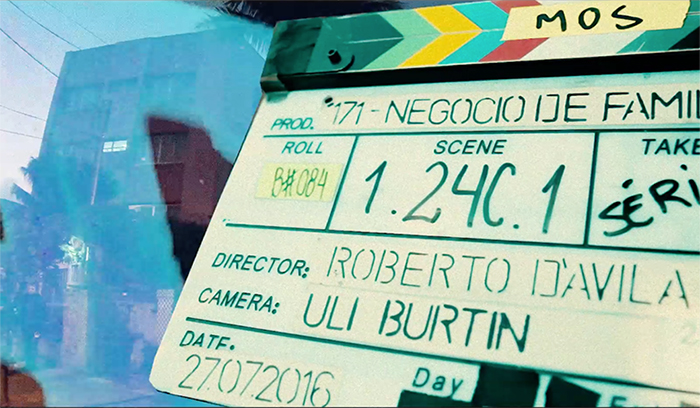 MOS
PROD. 171 - NEGOCIO DE FAMI
ROLL SCENE TAKE
B#084 1.24C.1 SÉRI
DIRECTOR: ROBERTO D'AVILA
CAMERA: ULI BURTIN
DATE.
27.07.2016 Day